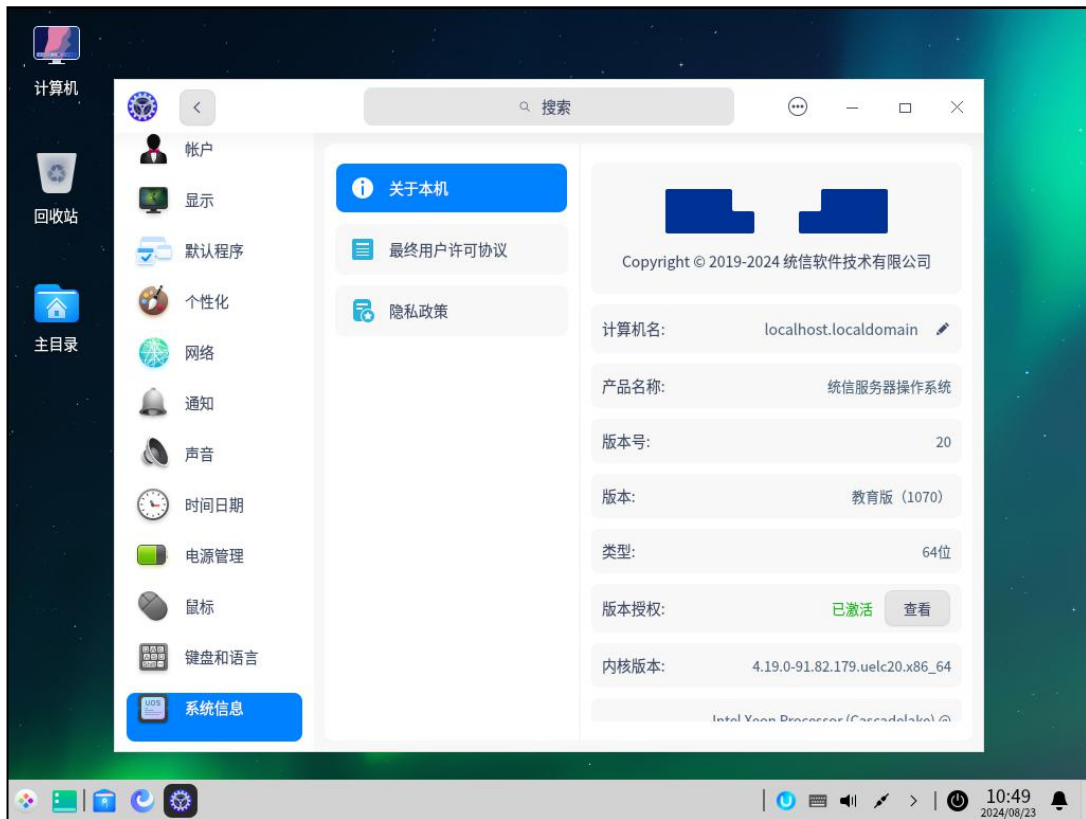 计算机
回收站
主目录
搜索
帐户
显示
默认程序
个性化
网络
通知
声音
时间日期
电源管理
鼠标
键盘和语言
UOS
系统信息
关于本机
最终用户许可协议
隐私政策
Copyright © 2019-2024 统信软件技术有限公司
计算机名: localhost.localdomain
产品名称: 统信服务器操作系统
版本号: 20
版本: 教育版（1070）
类型: 64位
版本授权: 已激活 查看
内核版本: 4.19.0-91.82.179.uelc20.x86_64
Intel Xeon Processor (Cascadelake) @
10:49
2024/08/23